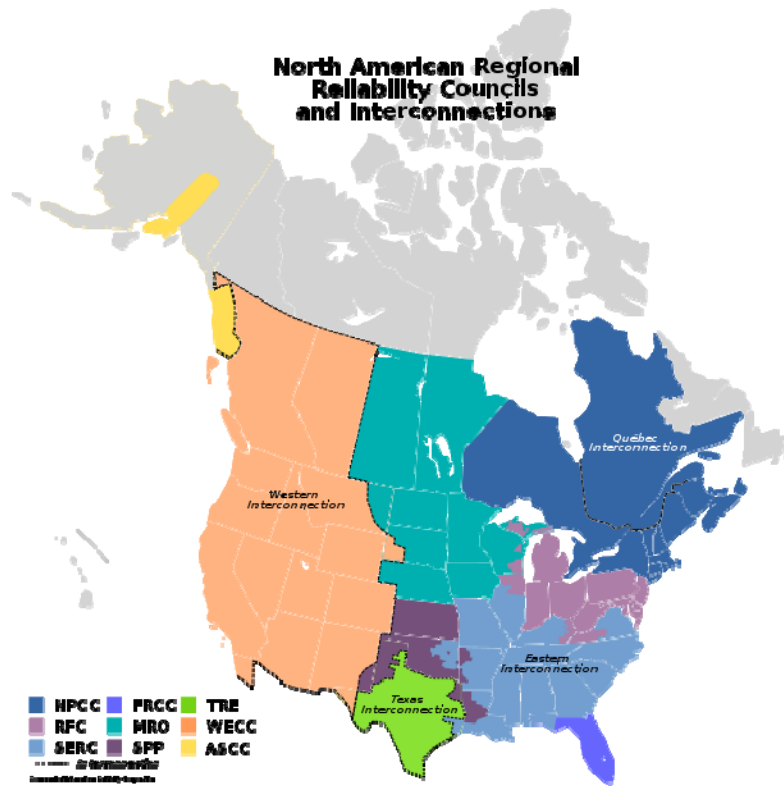 North American Regional
Reliability Councils
and Interconnections
Québec
Interconnection
Western
Interconnection
Eastern
Interconnection
Texas
Interconnection
NPCC FRCC TRE
RFC MRO WECC
SERC SPP ASCC